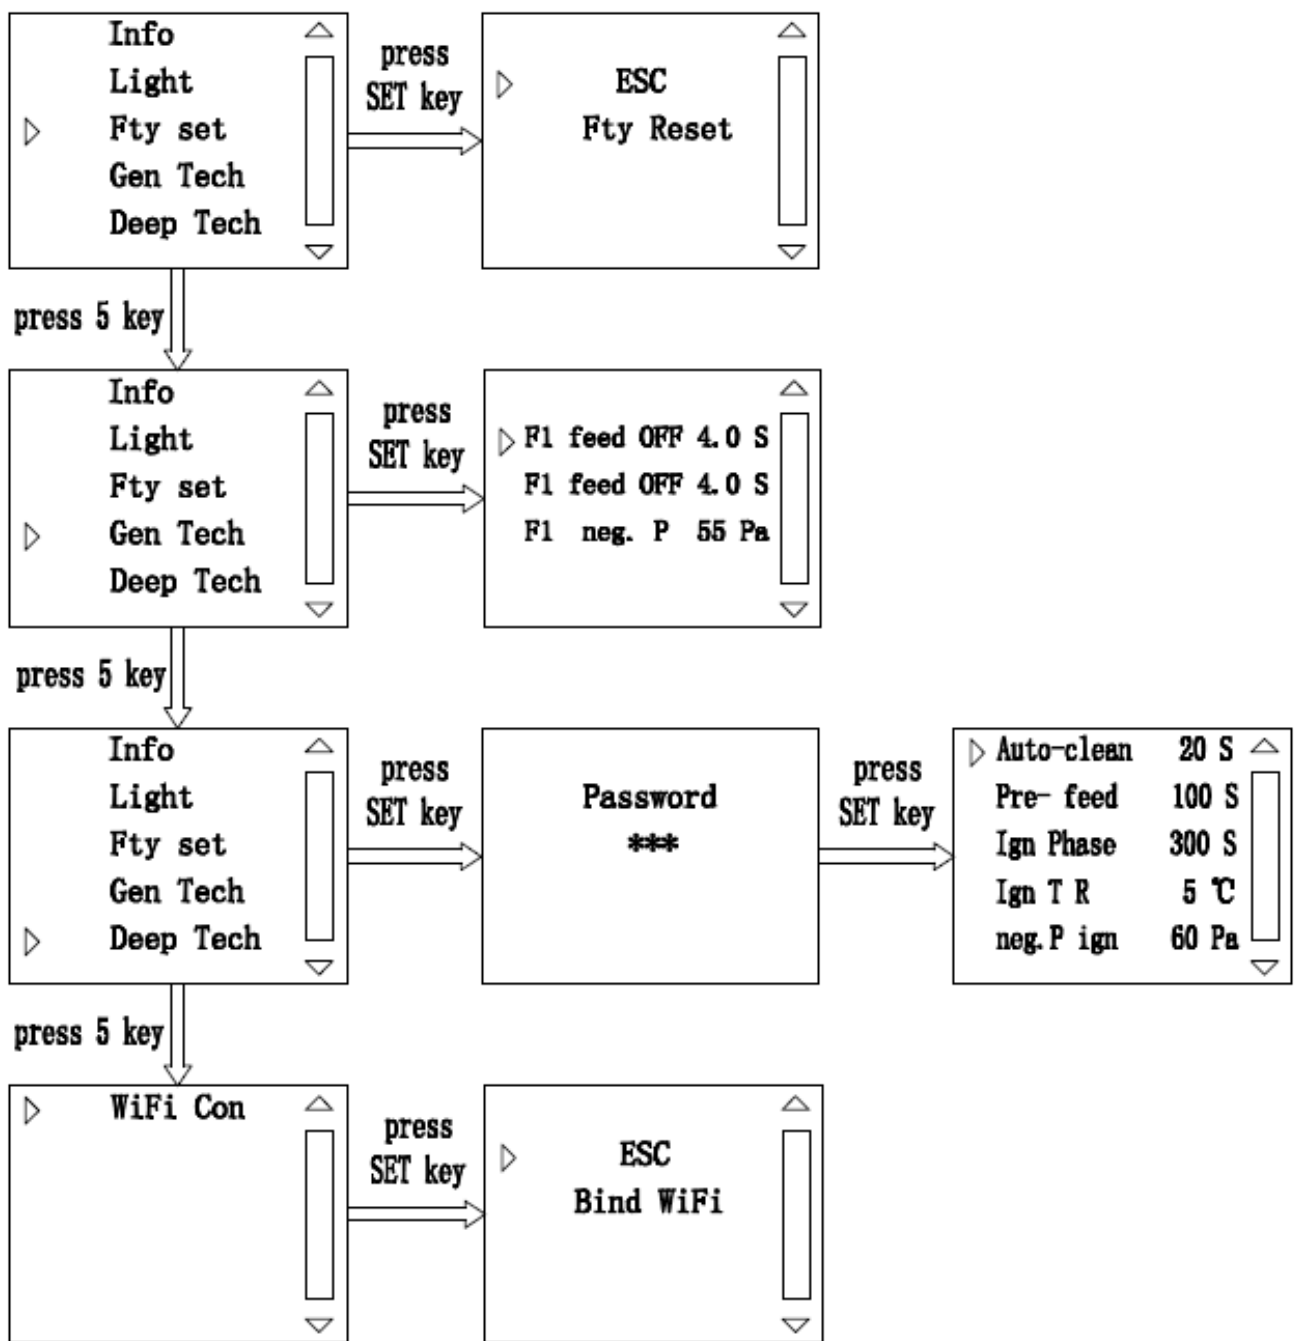 Info
Light
Fty set
Gen Tech
Deep Tech
press
SET key
ESC
Fty Reset
press 5 key
Info
Light
Fty set
Gen Tech
Deep Tech
press
SET key
F1 feed OFF 4.0 S
F1 feed OFF 4.0 S
F1 neg. P 55 Pa
press 5 key
Info
Light
Fty set
Gen Tech
Deep Tech
press
SET key
Password
***
press
SET key
Auto-clean 20 S
Pre- feed 100 S
Ign Phase 300 S
Ign T R 5 ℃
neg.P ign 60 Pa
press 5 key
WiFi Con
press
SET key
ESC
Bind WiFi